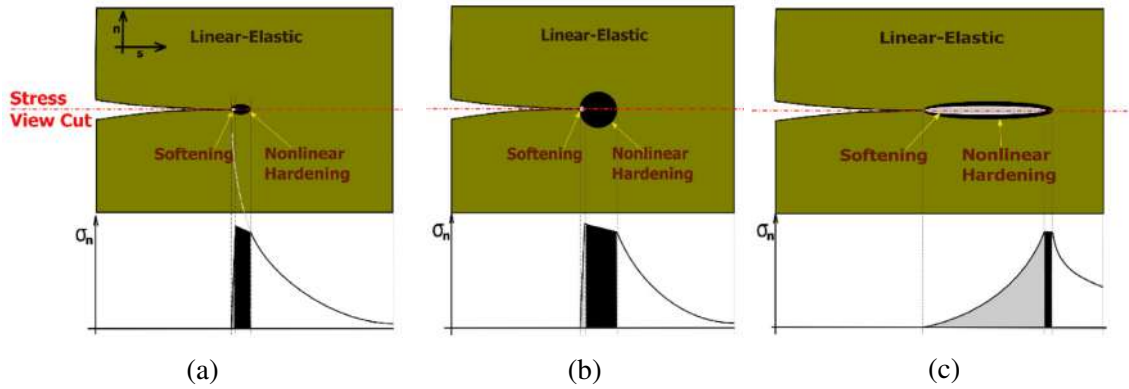 n
s
Linear-Elastic
Stress
View Cut
Softening
Nonlinear
Hardening
σn
(a)
Linear-Elastic
Softening
Nonlinear
Hardening
σn
(b)
Linear-Elastic
Softening
Nonlinear
Hardening
σn
(c)